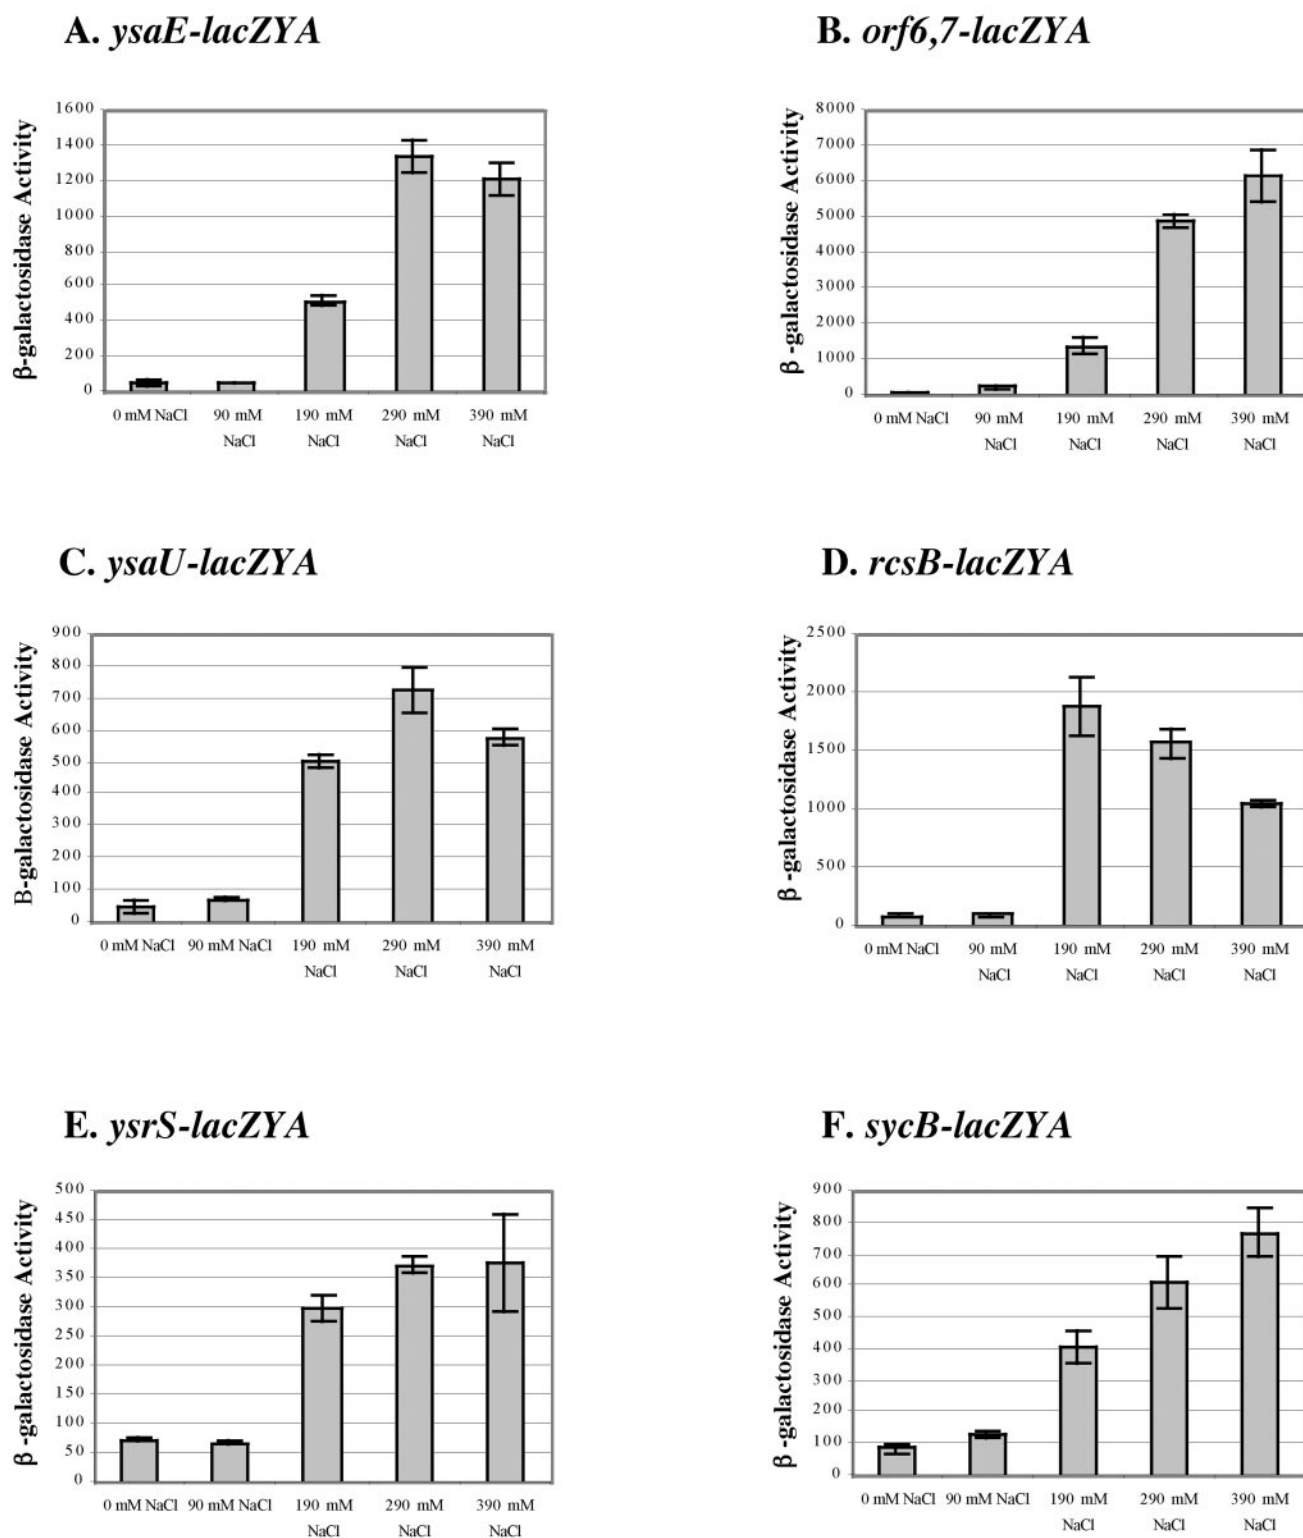 A. ysaE-lacZYA
β-galactosidase Activity
1600
1400
1200
1000
800
600
400
200
0
0 mM NaCl
90 mM NaCl
190 mM NaCl
290 mM NaCl
390 mM NaCl
B. orf6,7-lacZYA
β -galactosidase Activity
8000
7000
6000
5000
4000
3000
2000
1000
0
0 mM NaCl
90 mM NaCl
190 mM NaCl
290 mM NaCl
390 mM NaCl
C. ysaU-lacZYA
B-galactosidase Activity
900
800
700
600
500
400
300
200
100
0
0 mM NaCl
90 mM NaCl
190 mM NaCl
290 mM NaCl
390 mM NaCl
D. rcsB-lacZYA
β -galactosidase Activity
2500
2000
1500
1000
500
0
0 mM NaCl
90 mM NaCl
190 mM NaCl
290 mM NaCl
390 mM NaCl
E. ysrS-lacZYA
β -galactosidase Activity
500
450
400
350
300
250
200
150
100
50
0
0 mM NaCl
90 mM NaCl
190 mM NaCl
290 mM NaCl
390 mM NaCl
F. sycB-lacZYA
β -galactosidase Activity
900
800
700
600
500
400
300
200
100
0
0 mM NaCl
90 mM NaCl
190 mM NaCl
290 mM NaCl
390 mM NaCl